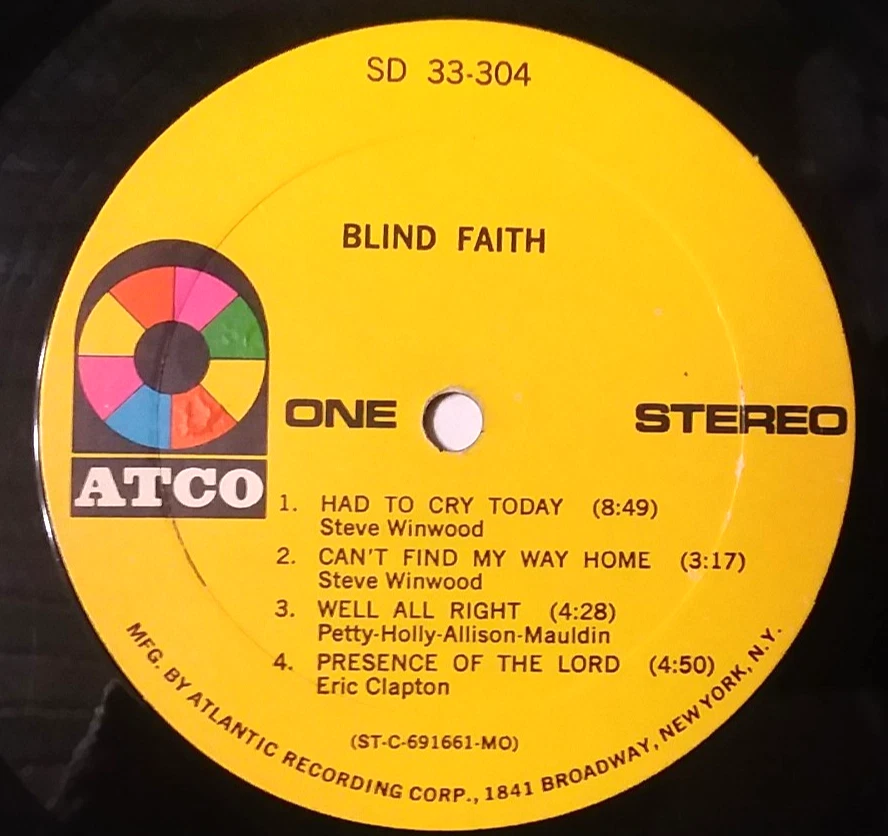 SD 33-304
BLIND FAITH
ATCO
ONE
STEREO
1. HAD TO CRY TODAY (8:49)
Steve Winwood
2. CAN'T FIND MY WAY HOME (3:17)
Steve Winwood
3. WELL ALL RIGHT (4:28)
Petty-Holly-Allison-Mauldin
4. PRESENCE OF THE LORD (4:50)
Eric Clapton
(ST-C-691661-MO)
MFG. BY ATLANTIC RECORDING CORP., 1841 BROADWAY, NEW YORK, N.Y.